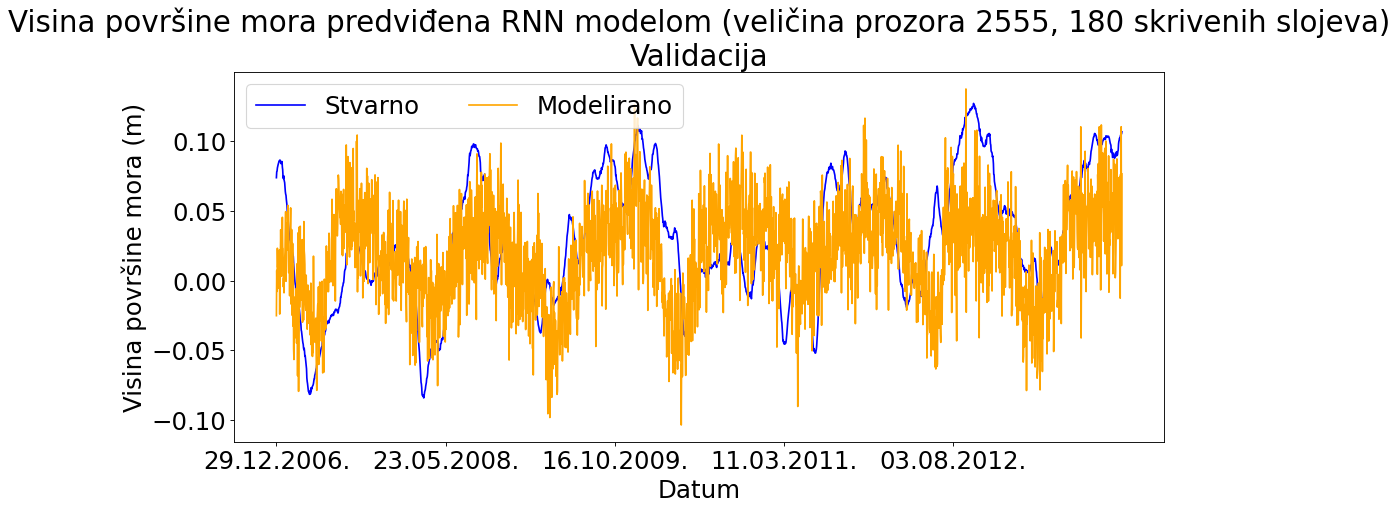 Visina površine mora predviđena RNN modelom (veličina prozora 2555, 180 skrivenih slojeva)
Validacija
Stvarno
Modelirano
Visina površine mora (m)
0.10
0.05
0.00
−0.05
−0.10
29.12.2006.
23.05.2008.
16.10.2009.
11.03.2011.
03.08.2012.
Datum